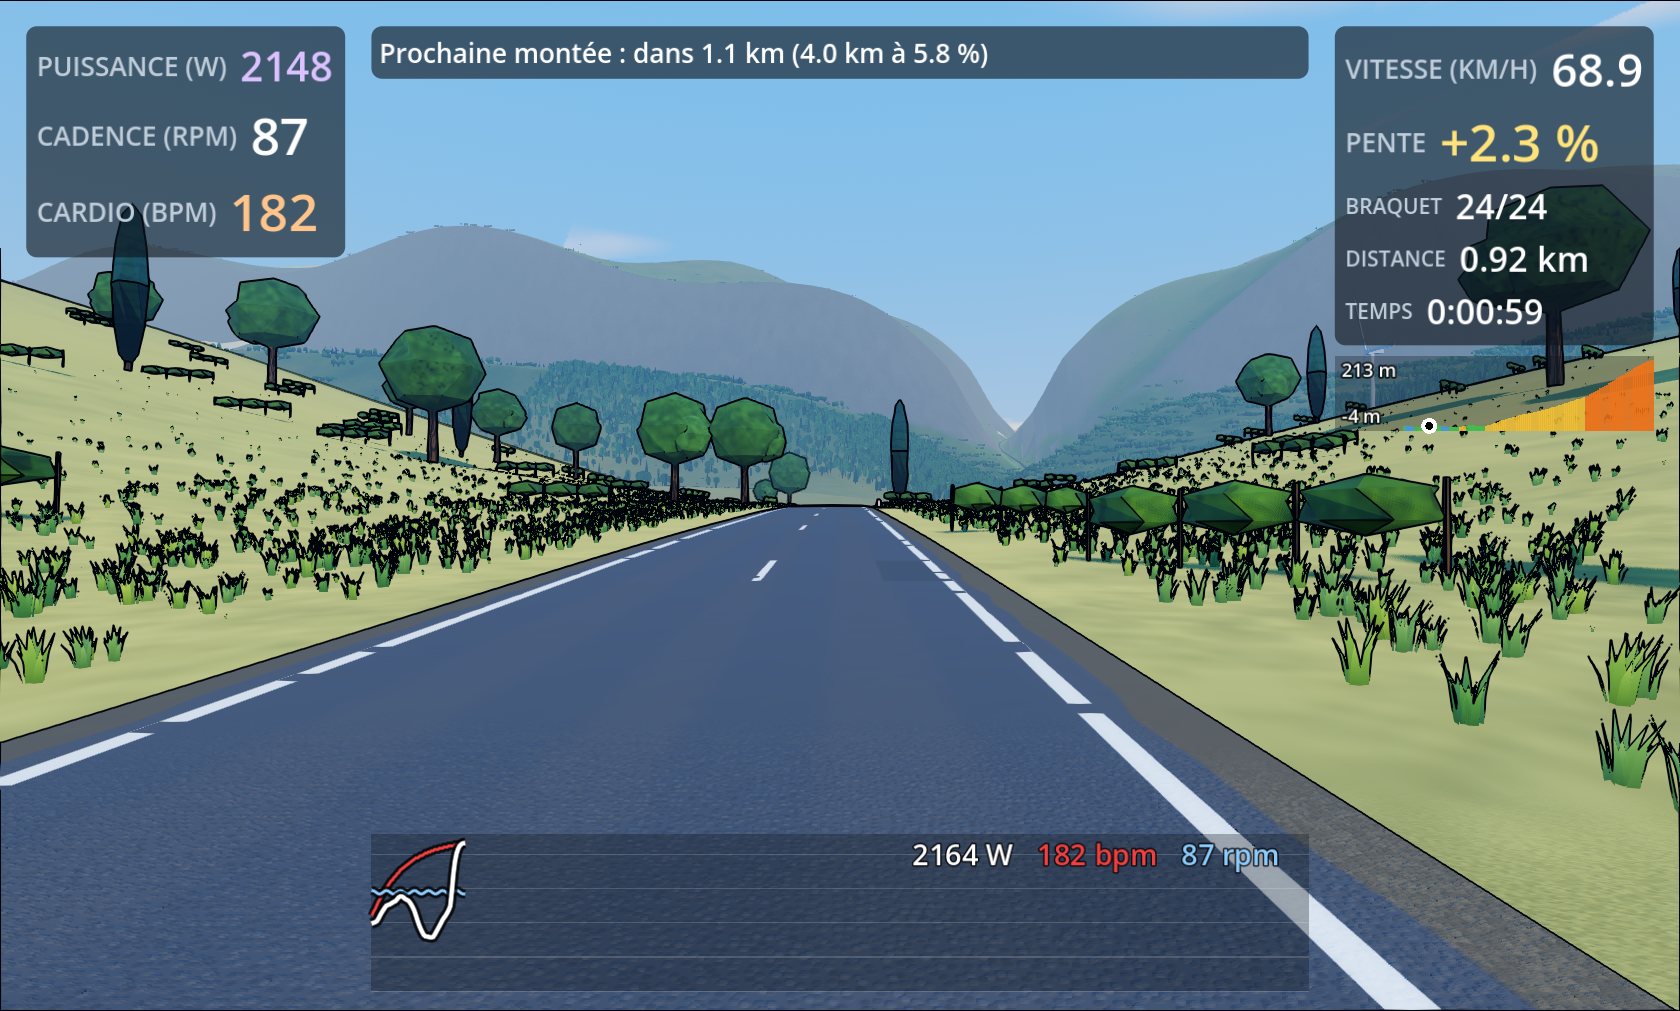 PUISSANCE (W) 2148
CADENCE (RPM) 87
CARDIO (BPM) 182
Prochaine montée : dans 1.1 km (4.0 km à 5.8 %)
VITESSE (KM/H) 68.9
PENTE +2.3 %
BRAQUET 24/24
DISTANCE 0.92 km
TEMPS 0:00:59
213 m
-4 m
2164 W 182 bpm 87 rpm